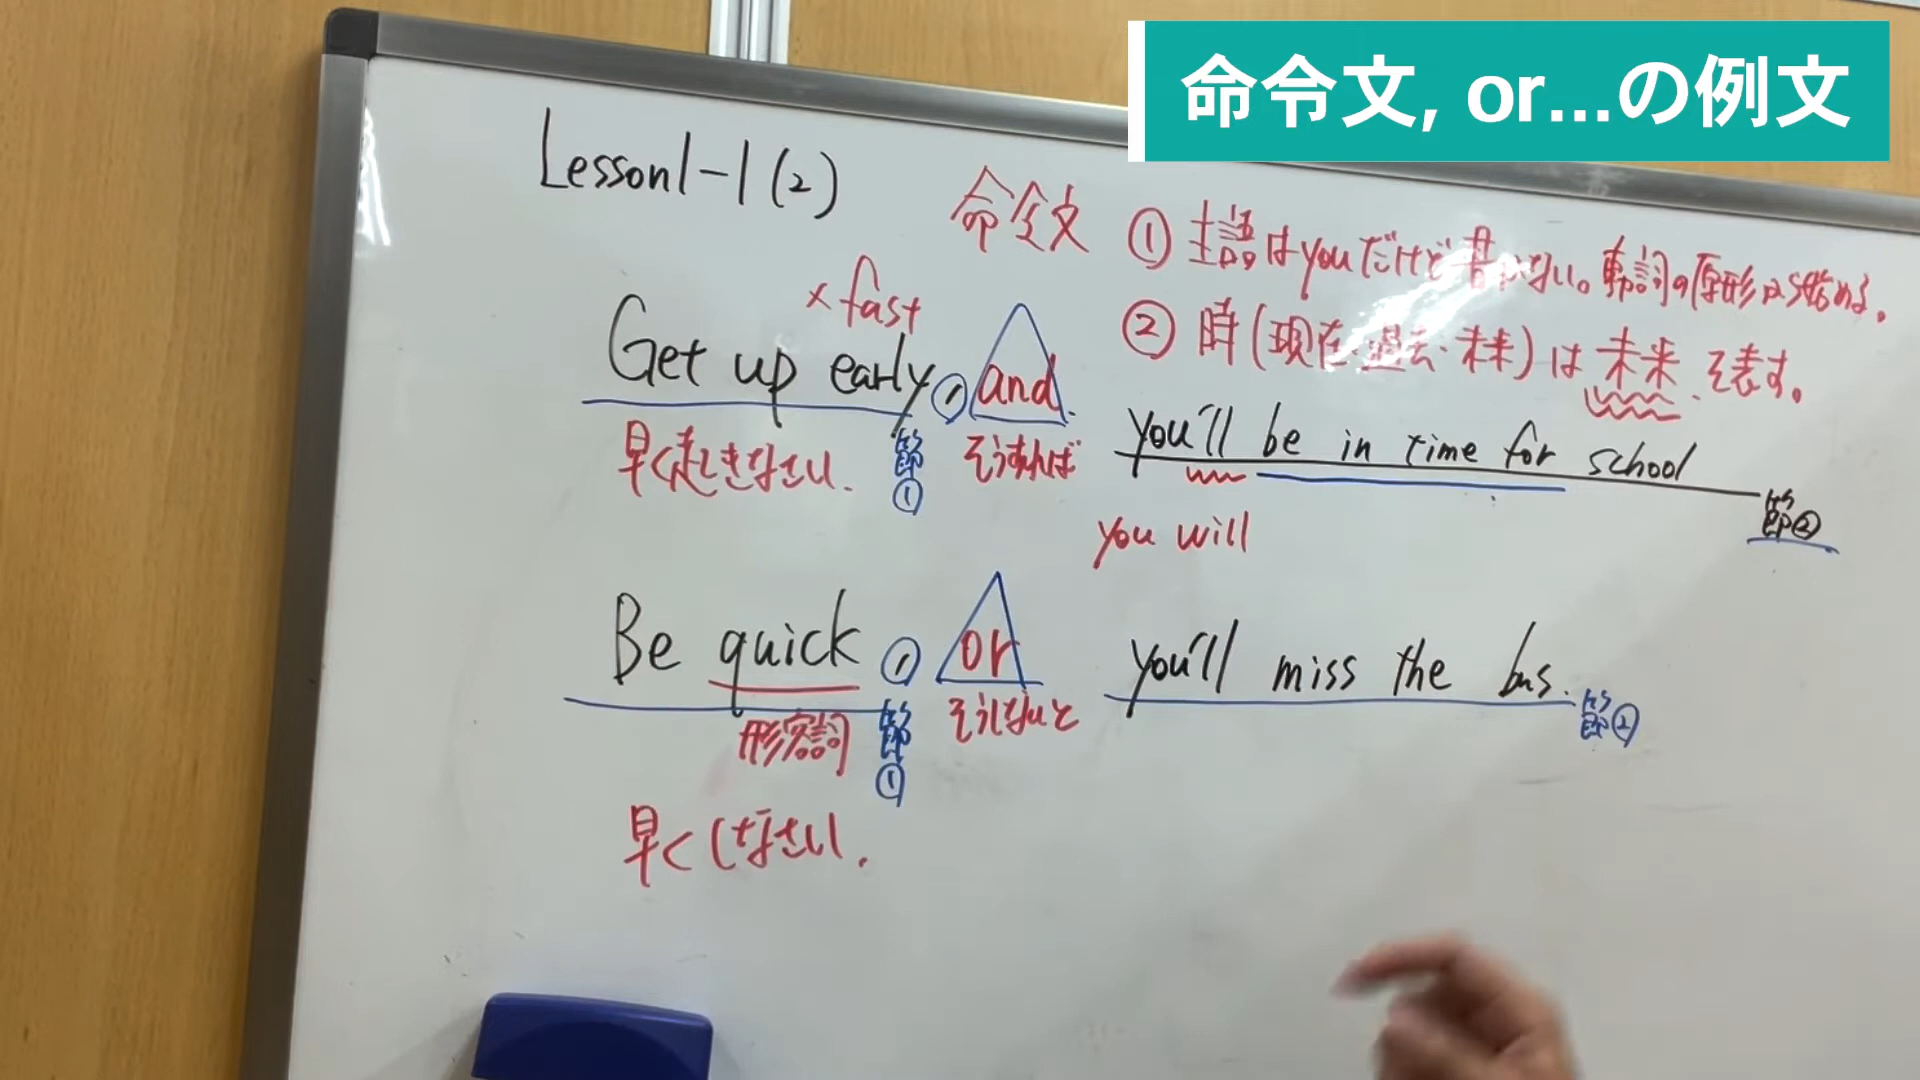 命令文, or...の例文
Lesson1-1(2)
命令文 ① 主語はyouだけど書かない。動詞の原形から始める。
② 時(現在・過去・未来)は未来を表す。
×fast
Get up early, and you'll be in time for school
早く起きなさい. 節① そうすれば 節②
you will
Be quick, or you'll miss the bus.
形容詞 節① そうしないと 節②
早くしなさい.